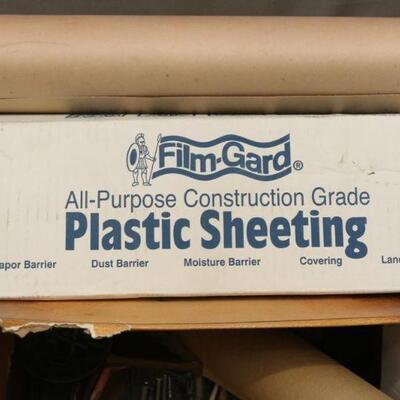 Film-Gard®
All-Purpose Construction Grade
Plastic Sheeting
apor Barrier Dust Barrier Moisture Barrier Covering Lan